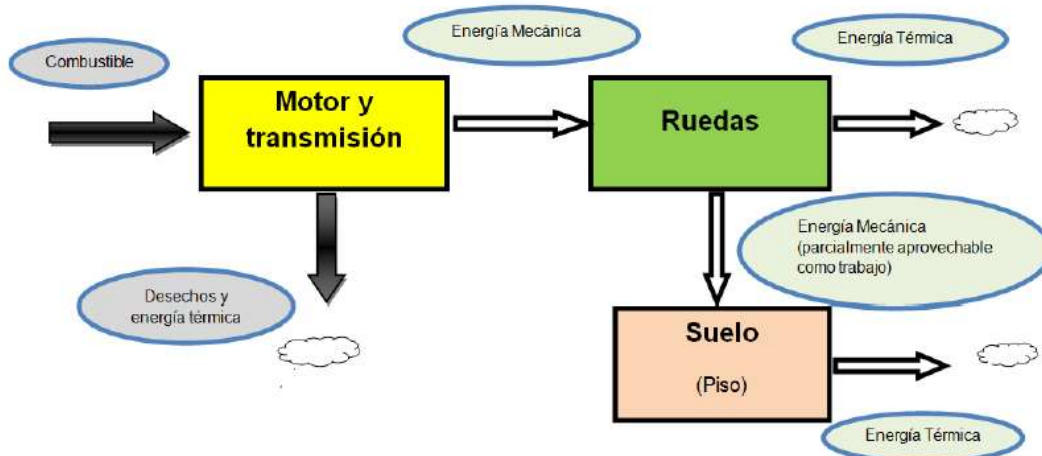 Combustible
Energía Mecánica
Energía Térmica
Motor y
transmisión
Ruedas
Energía Mecánica
(parcialmente aprovechable
como trabajo)
Desechos y
energía térmica
Suelo
(Piso)
Energía Térmica